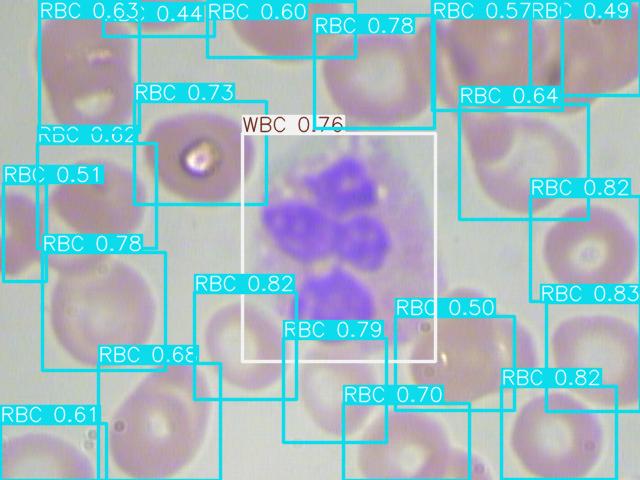 RBC 0.63
0.44
RBC 0.60
RBC 0.78
RBC 0.57
RBC 0.49
RBC 0.73
RBC 0.64
WBC 0.76
RBC 0.62
RBC 0.51
RBC 0.82
RBC 0.78
RBC 0.82
RBC 0.83
RBC 0.50
RBC 0.79
RBC 0.68
RBC 0.82
RBC 0.70
RBC 0.61